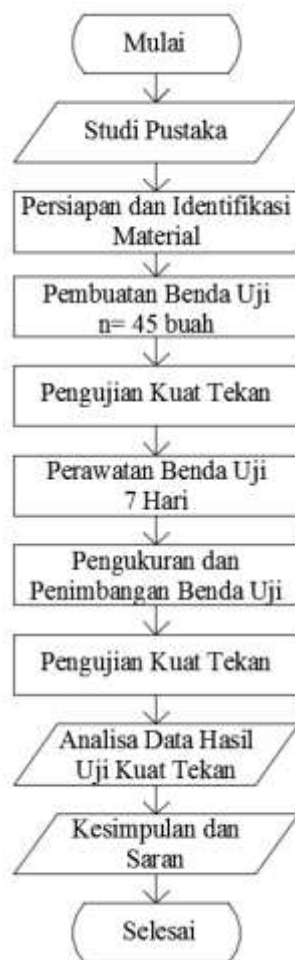 Mulai
Studi Pustaka
Persiapan dan Identifikasi
Material
Pembuatan Benda Uji
n= 45 buah
Pengujian Kuat Tekan
Perawatan Benda Uji
7 Hari
Pengukuran dan
Penimbangan Benda Uji
Pengujian Kuat Tekan
Analisa Data Hasil
Uji Kuat Tekan
Kesimpulan dan
Saran
Selesai